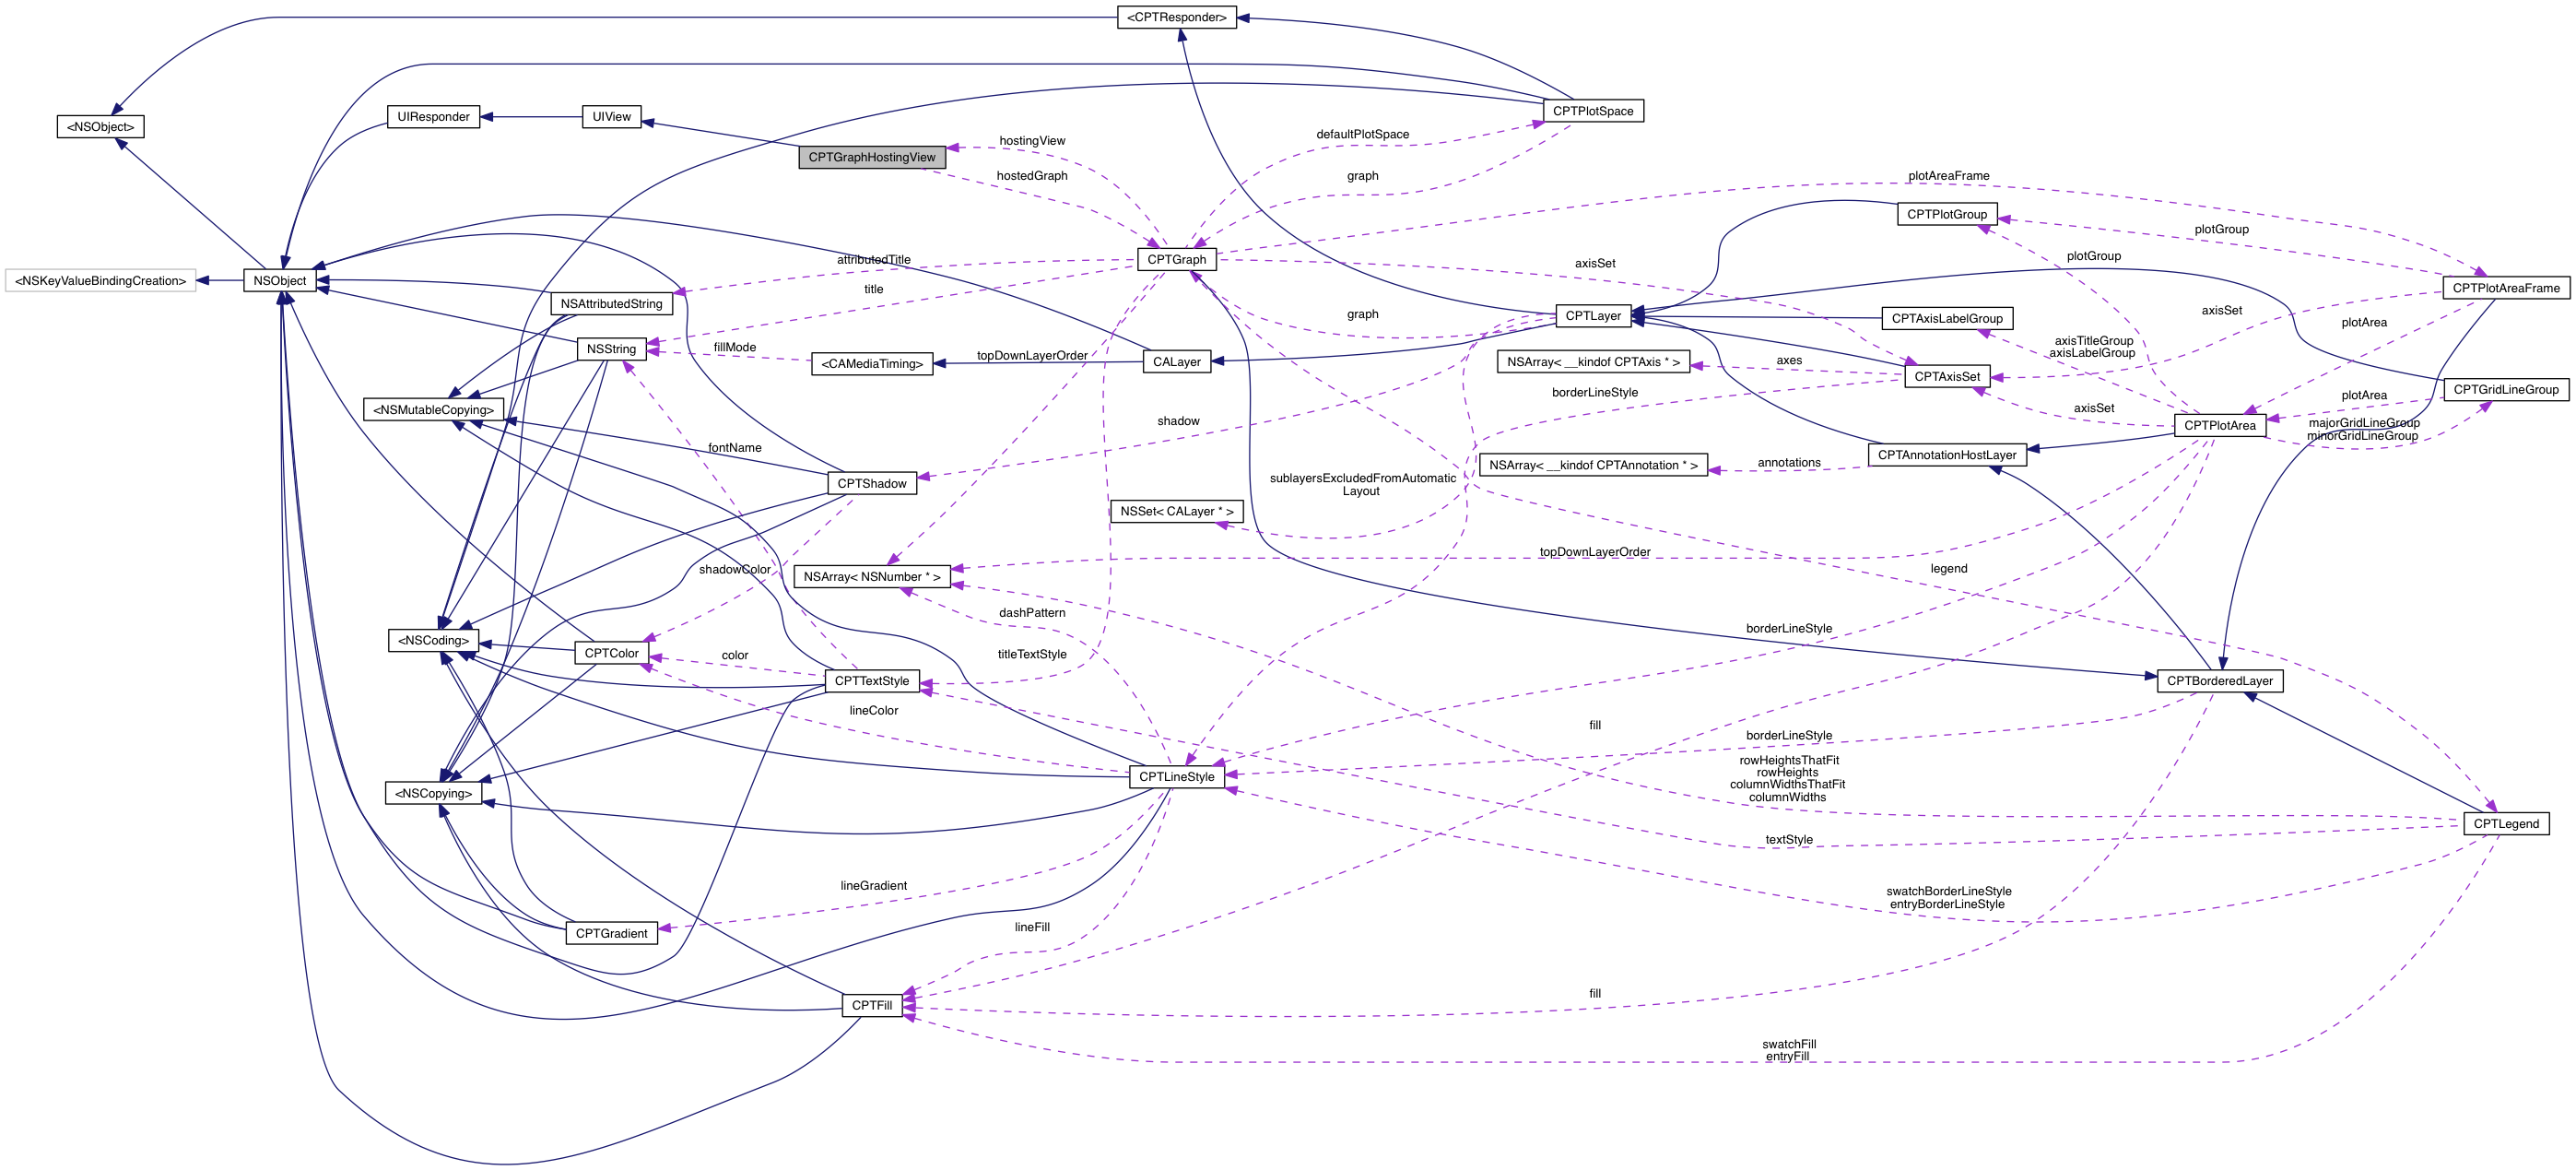 <CPTResponder>
CPTPlotSpace
<NSObject>
UIResponder
UIView
defaultPlotSpace
hostingView
CPTGraphHostingView
hostedGraph
graph
plotAreaFrame
CPTPlotGroup
plotGroup
plotGroup
attributedTitle
CPTGraph
axisSet
<NSKeyValueBindingCreation>
NSObject
title
NSAttributedString
CPTPlotAreaFrame
axisSet
graph
CPTLayer
CPTAxisLabelGroup
plotArea
NSString
fillMode
topDownLayerOrder
<CAMediaTiming>
CALayer
NSArray< __kindof CPTAxis * >
axes
axisTitleGroup
axisLabelGroup
CPTAxisSet
CPTGridLineGroup
plotArea
borderLineStyle
<NSMutableCopying>
axisSet
shadow
CPTPlotArea
majorGridLineGroup
minorGridLineGroup
fontName
CPTAnnotationHostLayer
NSArray< __kindof CPTAnnotation * >
annotations
CPTShadow
sublayersExcludedFromAutomatic
Layout
NSSet< CALayer * >
topDownLayerOrder
shadowColor
NSArray< NSNumber * >
legend
dashPattern
borderLineStyle
<NSCoding>
CPTColor
color
titleTextStyle
CPTTextStyle
CPTBorderedLayer
lineColor
fill
borderLineStyle
CPTLineStyle
rowHeightsThatFit
rowHeights
columnWidthsThatFit
columnWidths
<NSCopying>
CPTLegend
textStyle
lineGradient
swatchBorderLineStyle
entryBorderLineStyle
CPTGradient
lineFill
fill
CPTFill
swatchFill
entryFill